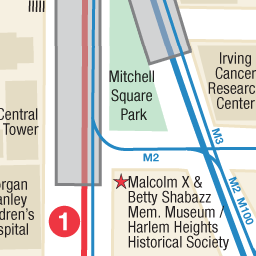 Mitchell
Square
Park
Irving
Cancer
Research
Center
Central
Tower
M3
M2
M2 M100
Malcolm X &
Betty Shabazz
Mem. Museum /
Harlem Heights
Historical Society
organ
anley
dren's
spital
1